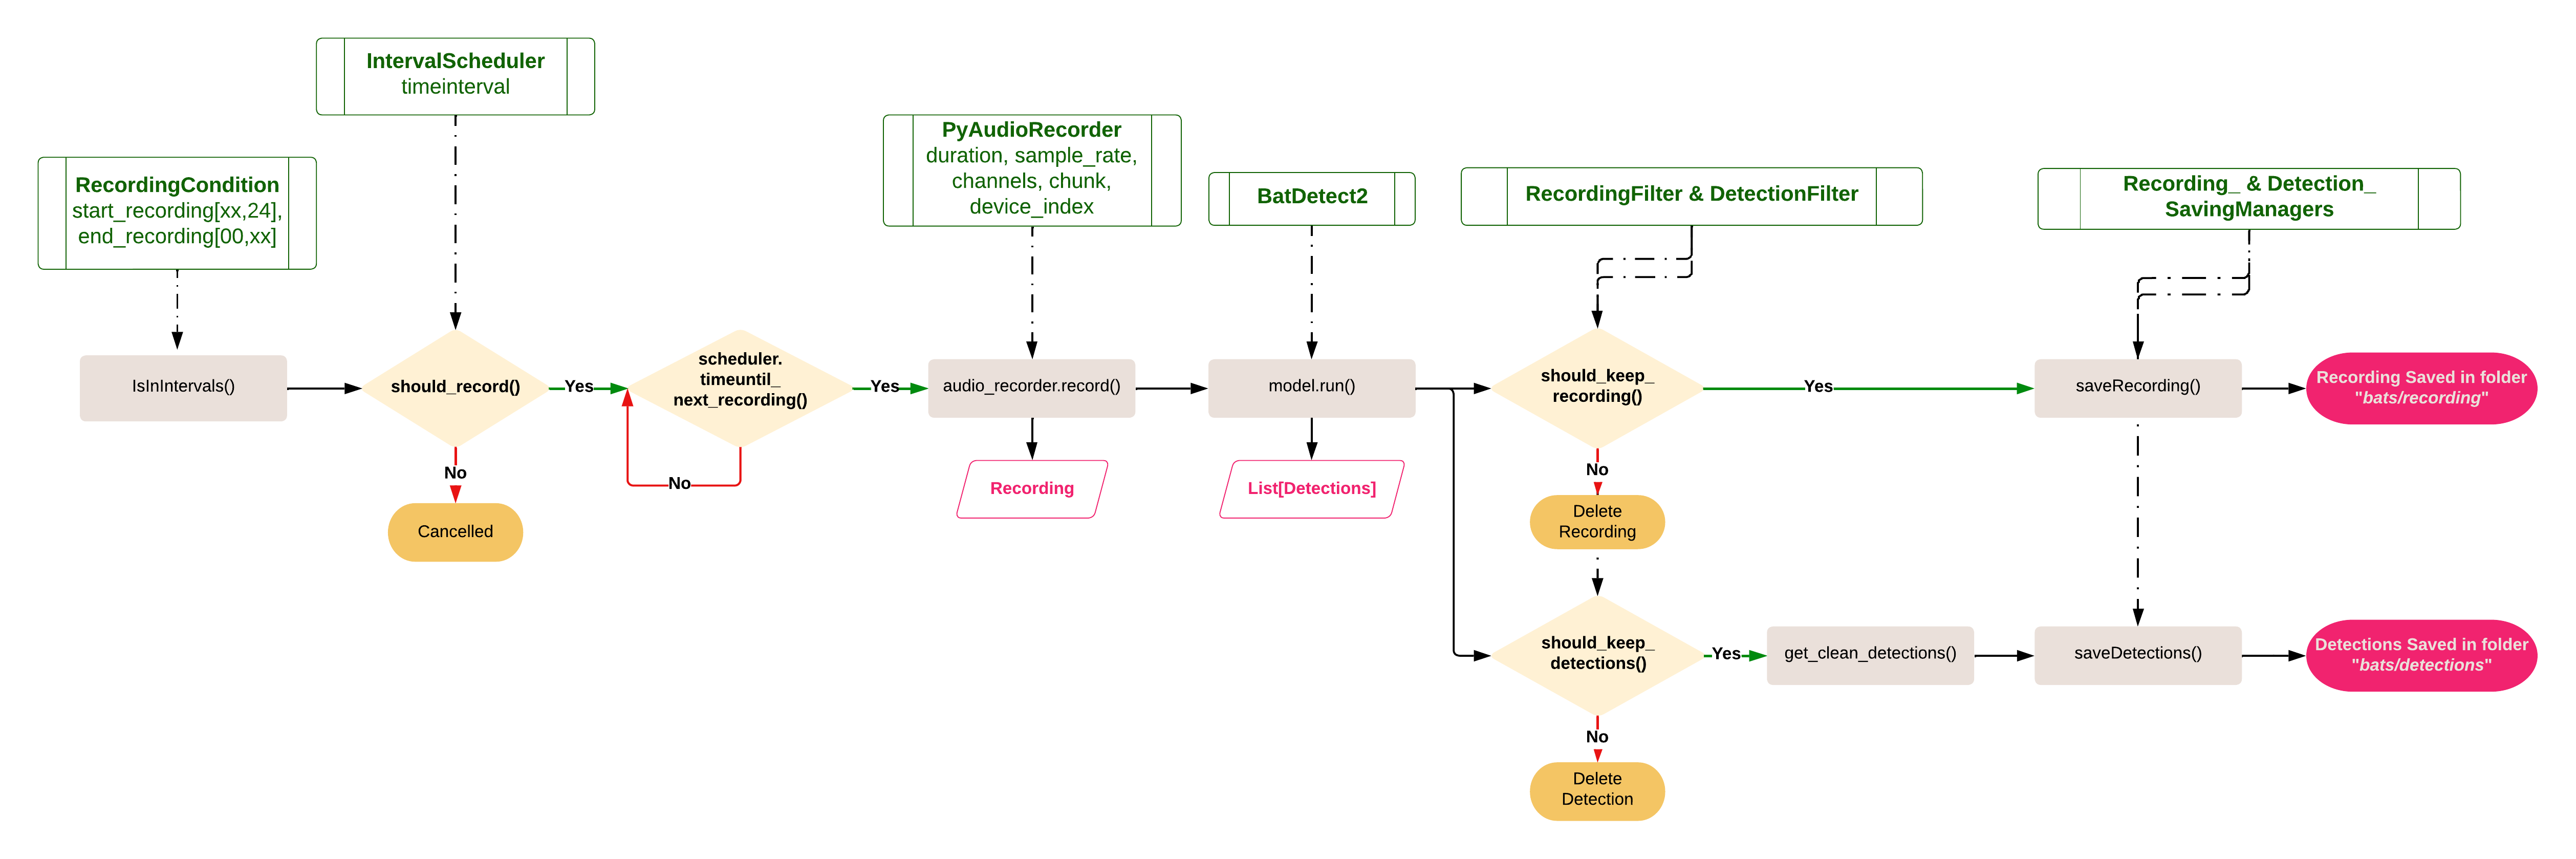 IntervalScheduler
timeinterval
RecordingCondition
start_recording[xx,24],
end_recording[00,xx]
PyAudioRecorder
duration, sample_rate,
channels, chunk,
device_index
BatDetect2
RecordingFilter & DetectionFilter
Recording_ & Detection_
SavingManagers
IsInIntervals()
should_record()
Yes
No
Cancelled
scheduler.
timeuntil_
next_recording()
Yes
No
audio_recorder.record()
Recording
model.run()
List[Detections]
should_keep_
recording()
Yes
No
Delete
Recording
saveRecording()
Recording Saved in folder
"bats/recording"
should_keep_
detections()
Yes
No
Delete
Detection
get_clean_detections()
saveDetections()
Detections Saved in folder
"bats/detections"